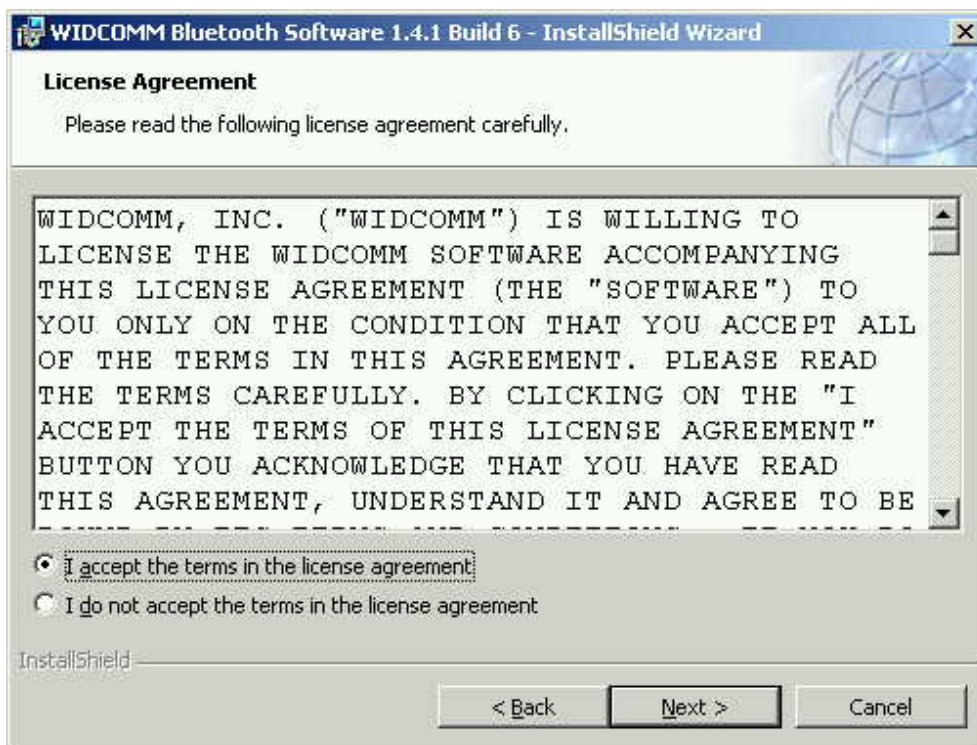 WIDCOMM Bluetooth Software 1.4.1 Build 6 - InstallShield Wizard
License Agreement
Please read the following license agreement carefully.
WIDCOMM, INC. ("WIDCOMM") IS WILLING TO
LICENSE THE WIDCOMM SOFTWARE ACCOMPANYING
THIS LICENSE AGREEMENT (THE "SOFTWARE") TO
YOU ONLY ON THE CONDITION THAT YOU ACCEPT ALL
OF THE TERMS IN THIS AGREEMENT. PLEASE READ
THE TERMS CAREFULLY. BY CLICKING ON THE "I
ACCEPT THE TERMS OF THIS LICENSE AGREEMENT"
BUTTON YOU ACKNOWLEDGE THAT YOU HAVE READ
THIS AGREEMENT, UNDERSTAND IT AND AGREE TO BE
I accept the terms in the license agreement
I do not accept the terms in the license agreement
InstallShield
< Back
Next >
Cancel